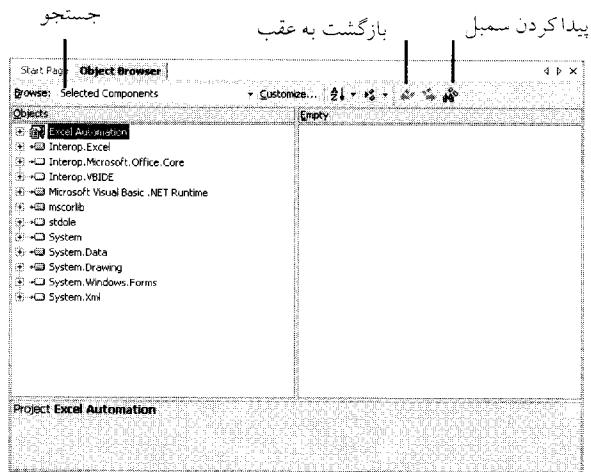 جستجو
بازگشت به عقب
پیدا کردن سمبل
Start Page Object Browser
Browse: Selected Components Customize...
Objects
Empty
Excel Automation
Interop.Excel
Interop.Microsoft.Office.Core
Interop.VBIDE
Microsoft Visual Basic .NET Runtime
mscorlib
stdole
System
System.Data
System.Drawing
System.Windows.Forms
System.Xml
Project Excel Automation